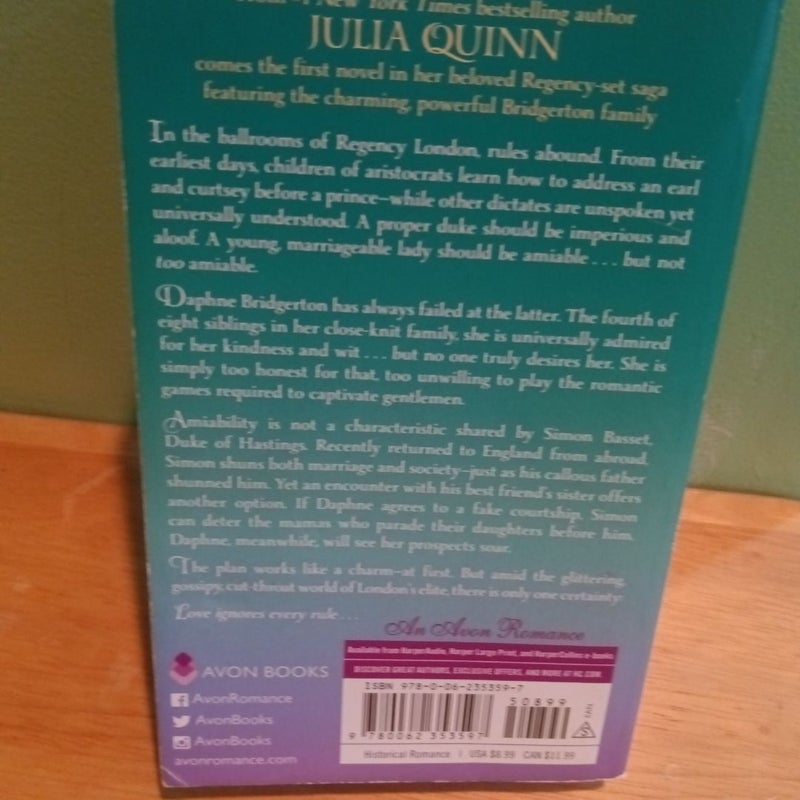 New York Times bestselling author
JULIA QUINN
comes the first novel in her beloved Regency-set saga
featuring the charming, powerful Bridgerton family
In the ballrooms of Regency London, rules abound. From their
earliest days, children of aristocrats learn how to address an earl
and curtsey before a prince—while other dictates are unspoken yet
universally understood. A proper duke should be imperious and
aloof. A young, marriageable lady should be amiable . . . but not
too amiable.
Daphne Bridgerton has always failed at the latter. The fourth of
eight siblings in her close-knit family, she is universally admired
for her kindness and wit . . . but no one truly desires her. She is
simply too honest for that, too unwilling to play the romantic
games required to captivate gentlemen.
Amiability is not a characteristic shared by Simon Basset,
Duke of Hastings. Recently returned to England from abroad,
Simon shuns both marriage and society—just as his callous father
shunned him. Yet an encounter with his best friend's sister offers
another option. If Daphne agrees to a fake courtship, Simon
can deter the mamas who parade their daughters before him.
Daphne, meanwhile, will see her prospects soar.
The plan works like a charm—at first. But amid the glittering,
gossipy, cut-throat world of London's elite, there is only one certainty:
Love ignores every rule . . .
An Avon Romance
Available from HarperAudio, Harper Large Print, and HarperCollins e-books
DISCOVER GREAT AUTHORS, EXCLUSIVE OFFERS, AND MORE AT HC.COM.
AVON BOOKS
AvonRomance
AvonBooks
AvonBooks
avonromance.com
ISBN 978-0-06-235359-7
50899
9 780062 353597
Historical Romance | USA $8.99 CAN $11.99